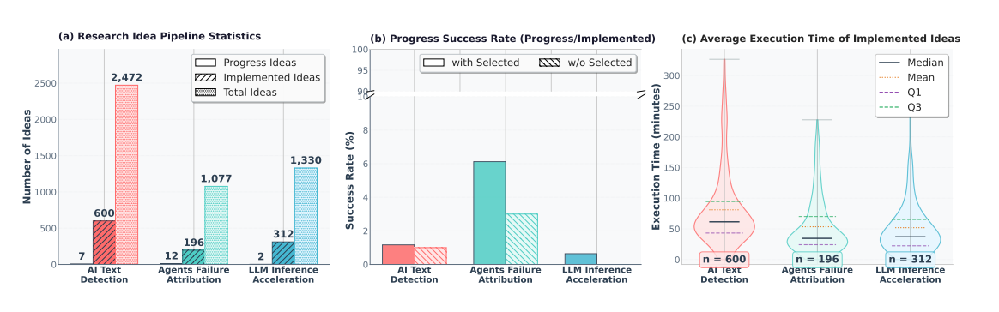 (a) Research Idea Pipeline Statistics
Number of Ideas
2500
2000
1500
1000
500
0
Progress Ideas
Implemented Ideas
Total Ideas
7
600
2,472
12
196
1,077
2
312
1,330
AI Text
Detection
Agents Failure
Attribution
LLM Inference
Acceleration
(b) Progress Success Rate (Progress/Implemented)
Success Rate (%)
100
95
90
10
8
6
4
2
0
with Selected
w/o Selected
AI Text
Detection
Agents Failure
Attribution
LLM Inference
Acceleration
(c) Average Execution Time of Implemented Ideas
Execution Time (minutes)
300
250
200
150
100
50
0
Median
Mean
Q1
Q3
n = 600
n = 196
n = 312
AI Text
Detection
Agents Failure
Attribution
LLM Inference
Acceleration